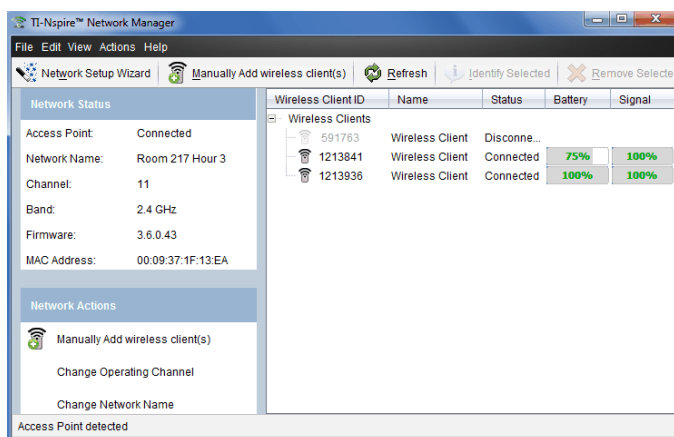 TI-Nspire™ Network Manager
File Edit View Actions Help
Network Setup Wizard Manually Add wireless client(s) Refresh Identify Selected Remove Selecte
Network Status
Access Point: Connected
Network Name: Room 217 Hour 3
Channel: 11
Band: 2.4 GHz
Firmware: 3.6.0.43
MAC Address: 00:09:37:1F:13:EA
Network Actions
Manually Add wireless client(s)
Change Operating Channel
Change Network Name
Wireless Client ID Name Status Battery Signal
Wireless Clients
591763 Wireless Client Disconne...
1213841 Wireless Client Connected 75% 100%
1213936 Wireless Client Connected 100% 100%
Access Point detected